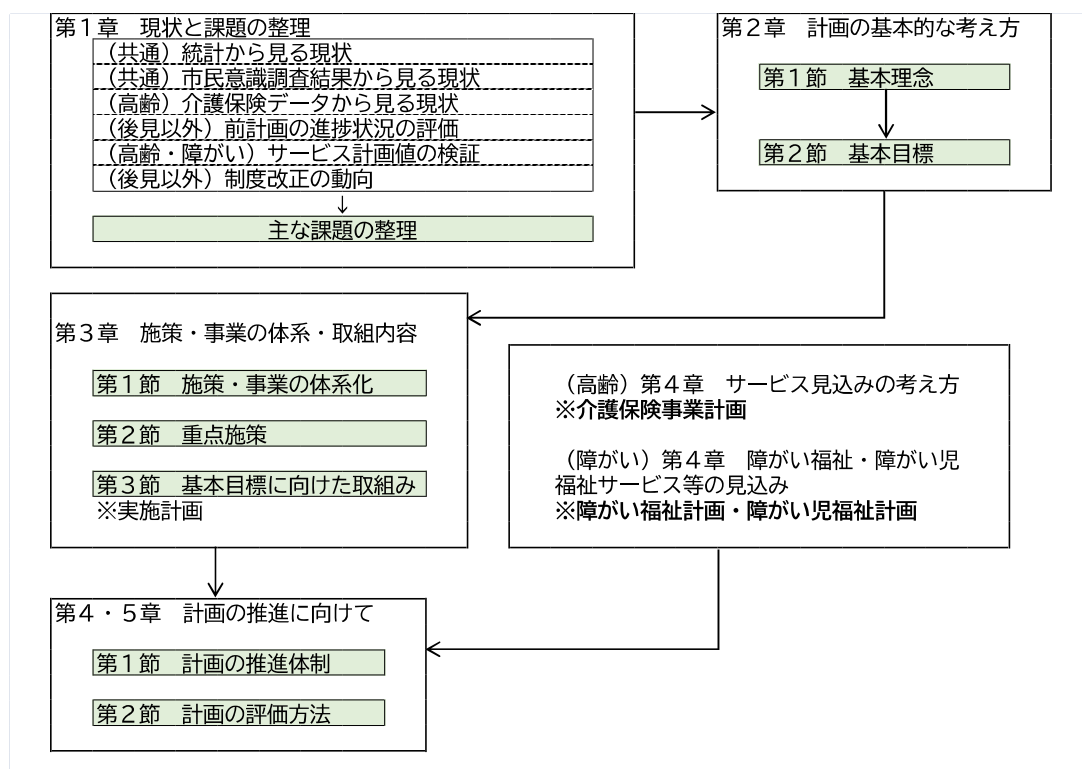 第１章　現状と課題の整理
（共通）統計から見る現状
（共通）市民意識調査結果から見る現状
（高齢）介護保険データから見る現状
（後見以外）前計画の進捗状況の評価
（高齢・障がい）サービス計画値の検証
（後見以外）制度改正の動向
↓
主な課題の整理
第２章　計画の基本的な考え方
第１節　基本理念
第２節　基本目標
第３章　施策・事業の体系・取組内容
第１節　施策・事業の体系化
第２節　重点施策
第３節　基本目標に向けた取組み
※実施計画
（高齢）第４章　サービス見込みの考え方
※介護保険事業計画
（障がい）第４章　障がい福祉・障がい児
福祉サービス等の見込み
※障がい福祉計画・障がい児福祉計画
第４・５章　計画の推進に向けて
第１節　計画の推進体制
第２節　計画の評価方法